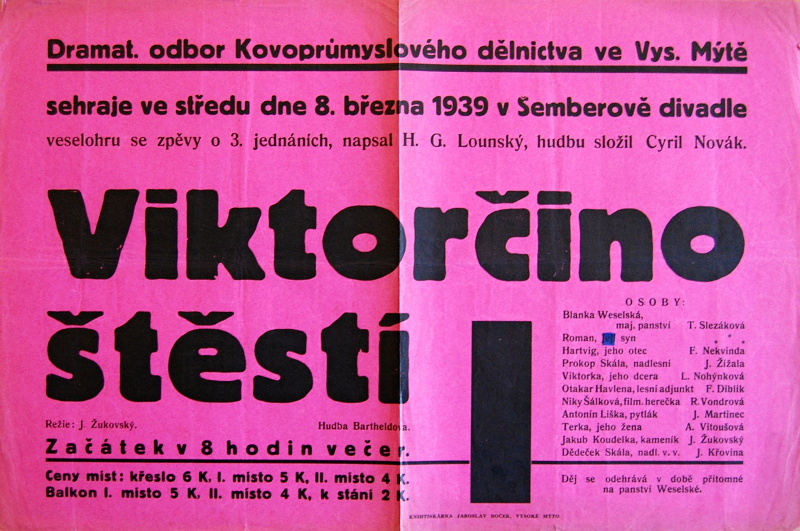 Dramat. odbor Kovoprůmyslového dělnictva ve Vys. Mýtě
sehraje ve středu dne 8. března 1939 v Šemberově divadle
veselohru se zpěvy o 3. jednáních, napsal H. G. Lounský, hudbu složil Cyril Novák.
Viktorčino
štěstí
Režie: J. Žukovský. Hudba Bartheldova.
Začátek v 8 hodin večer.
Ceny míst: křeslo 6 K, I. místo 5 K, II. místo 4 K.
Balkon I. místo 5 K, II. místo 4 K, k stání 2 K.
OSOBY:
Blanka Weselská,
maj. panství T. Slezáková
Roman, syn * * *
Hartvig, jeho otec F. Nekvinda
Prokop Skála, nadlesní J. Žížala
Viktorka, jeho dcera L. Nohýnková
Otakar Havlena, lesní adjunkt F. Diblík
Niky Šálková, film. herečka R. Vondrová
Antonín Liška, pytlák J. Martinec
Terka, jeho žena A. Vitoušová
Jakub Koudelka, kameník J. Žukovský
Dědeček Skála, nadl. v. v. J. Křovina
Děj se odehrává v době přítomné
na panství Weselské.
KNIHTISKÁRNA JAROSLAV BOČEK, VYSOKÉ MÝTO